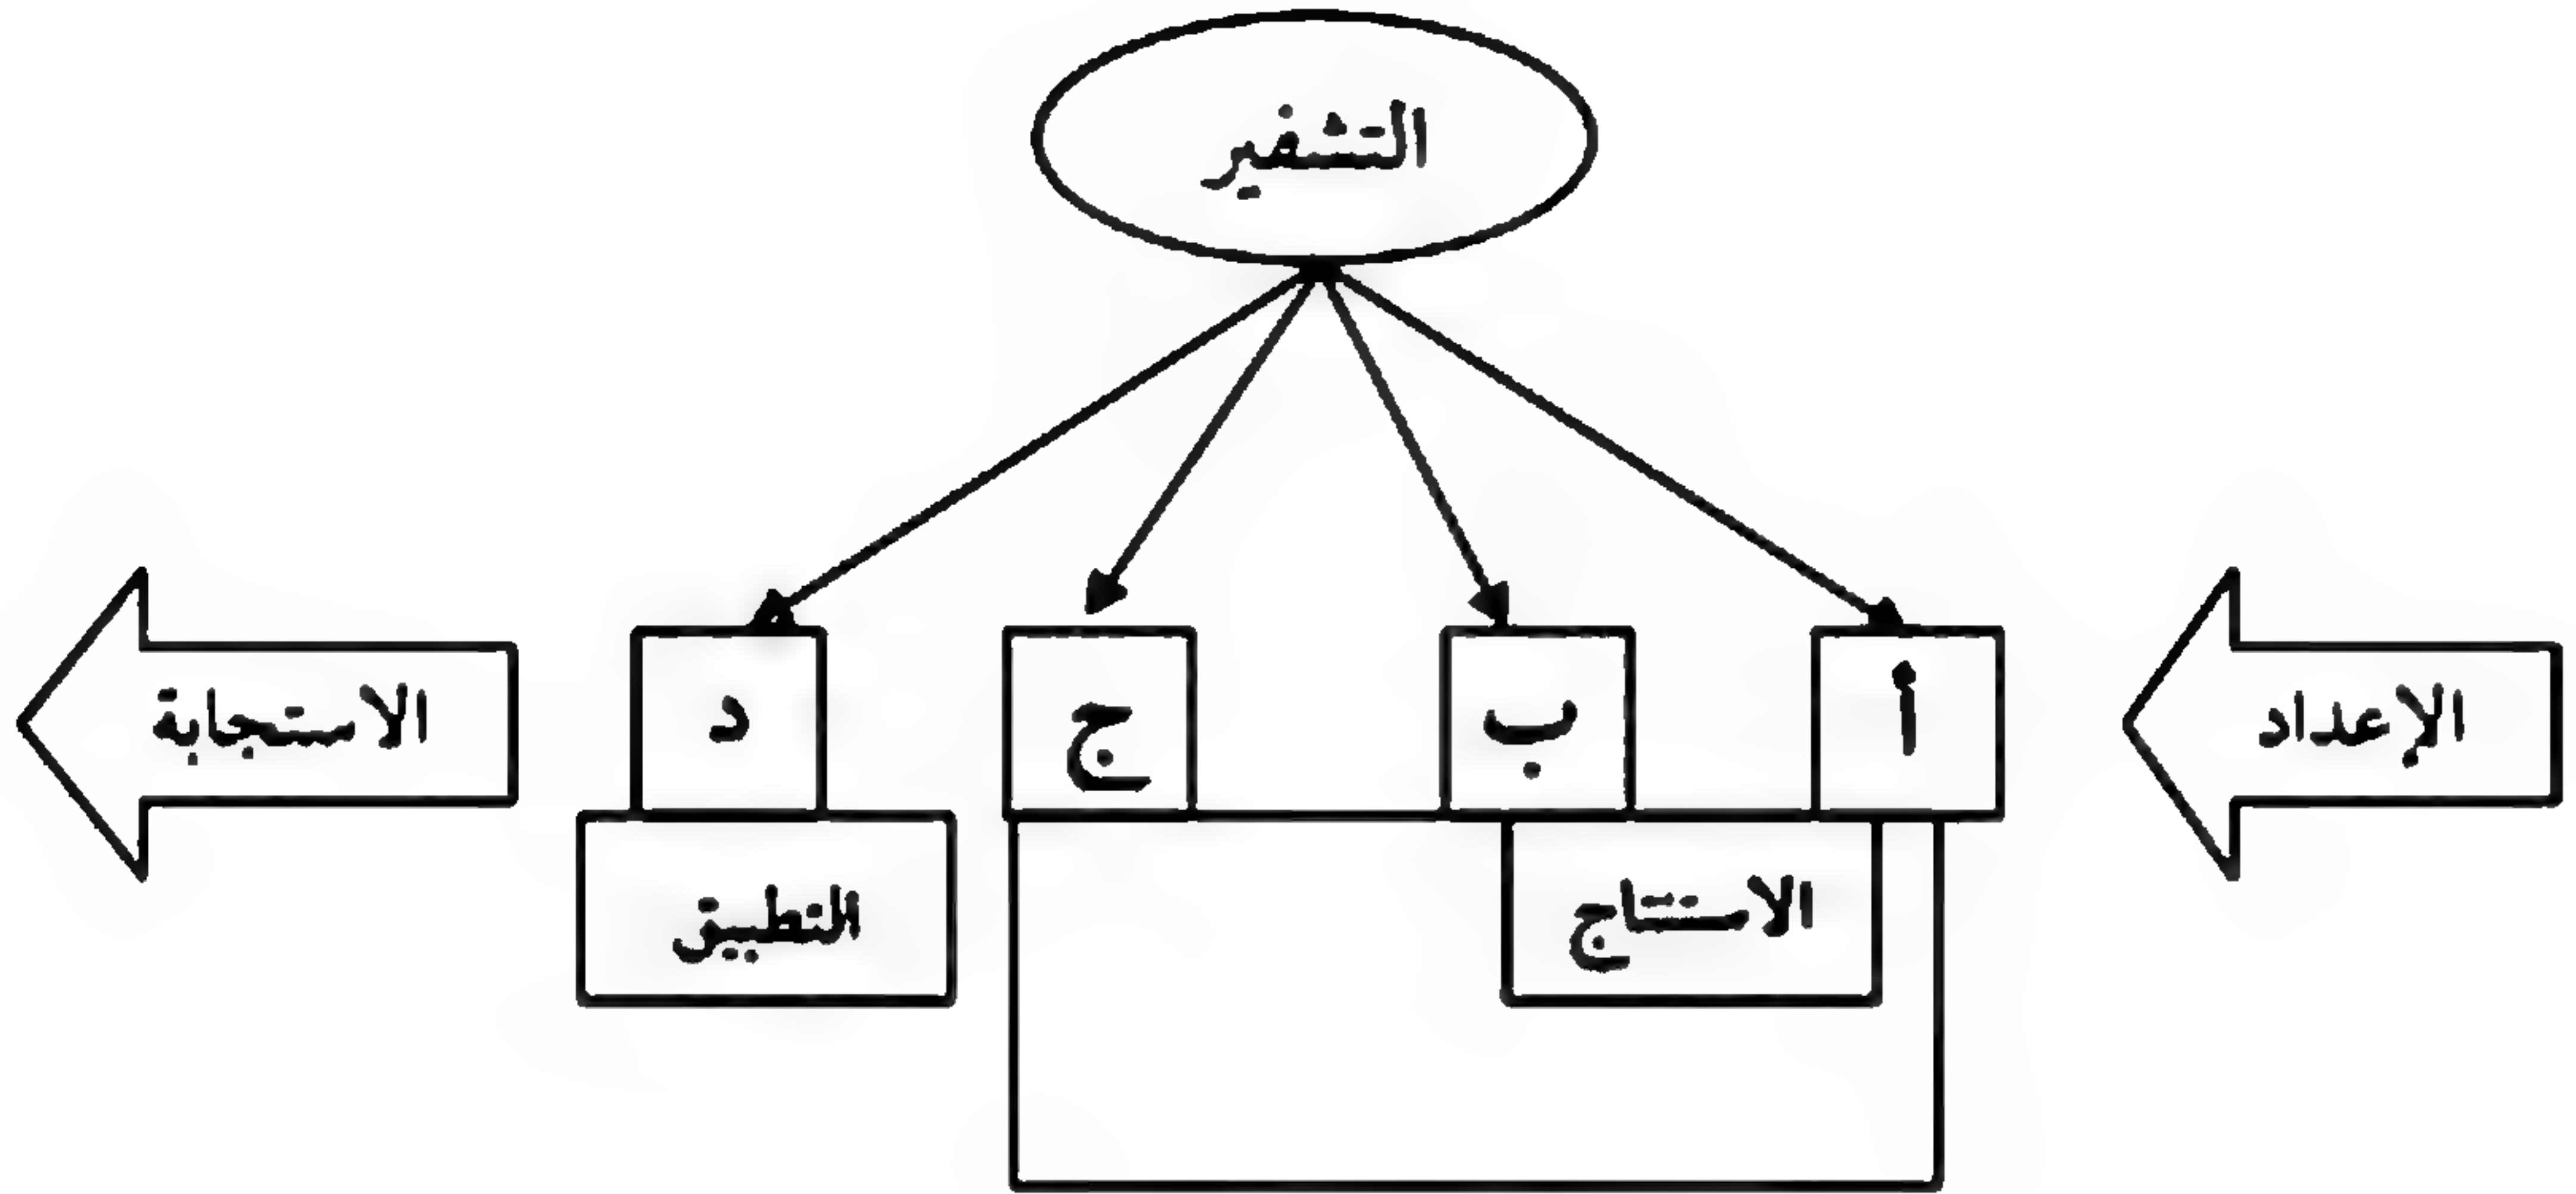 التشفير
الإعداد
أ
ب
ج
د
الاستجابة
الاستنتاج
التطبيق